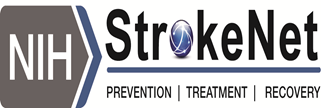 NIH
StrokeNet
PREVENTION | TREATMENT | RECOVERY